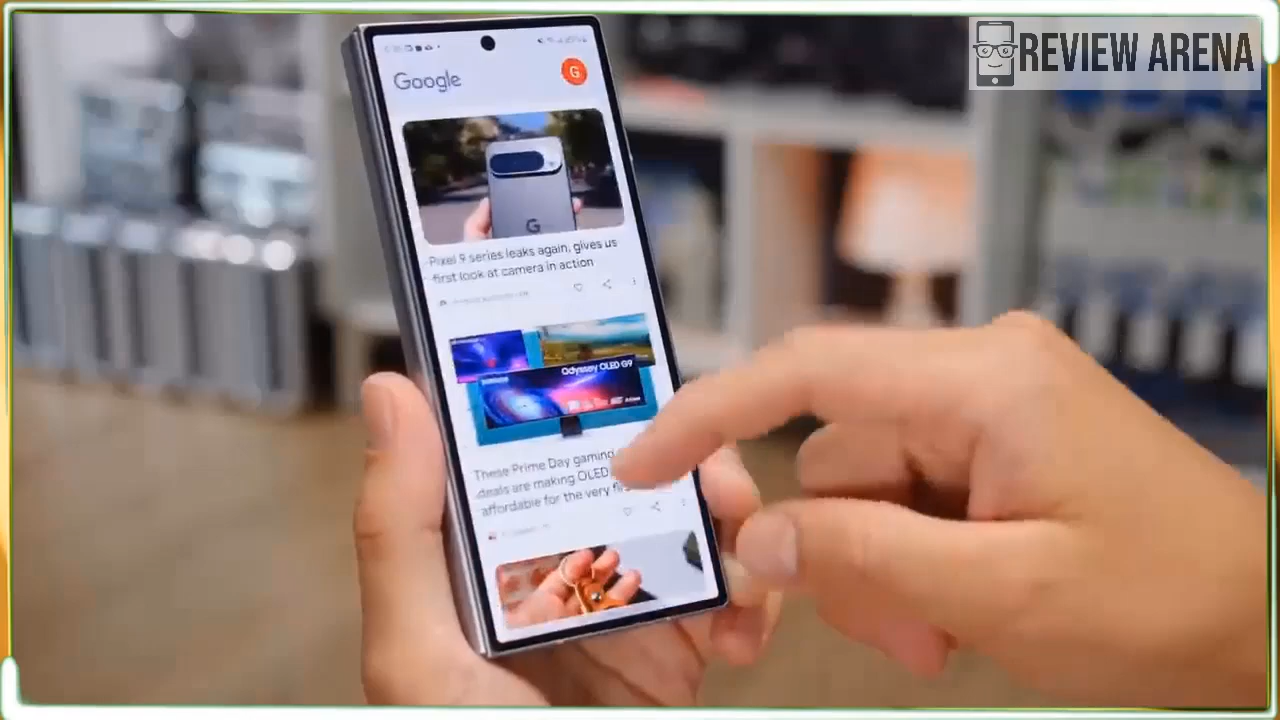 REVIEW ARENA
Google
G
G
Pixel 9 series leaks again, gives us
first look at camera in action
Odyssey OLED G9
These Prime Day gaming
deals are making OLED
affordable for the very